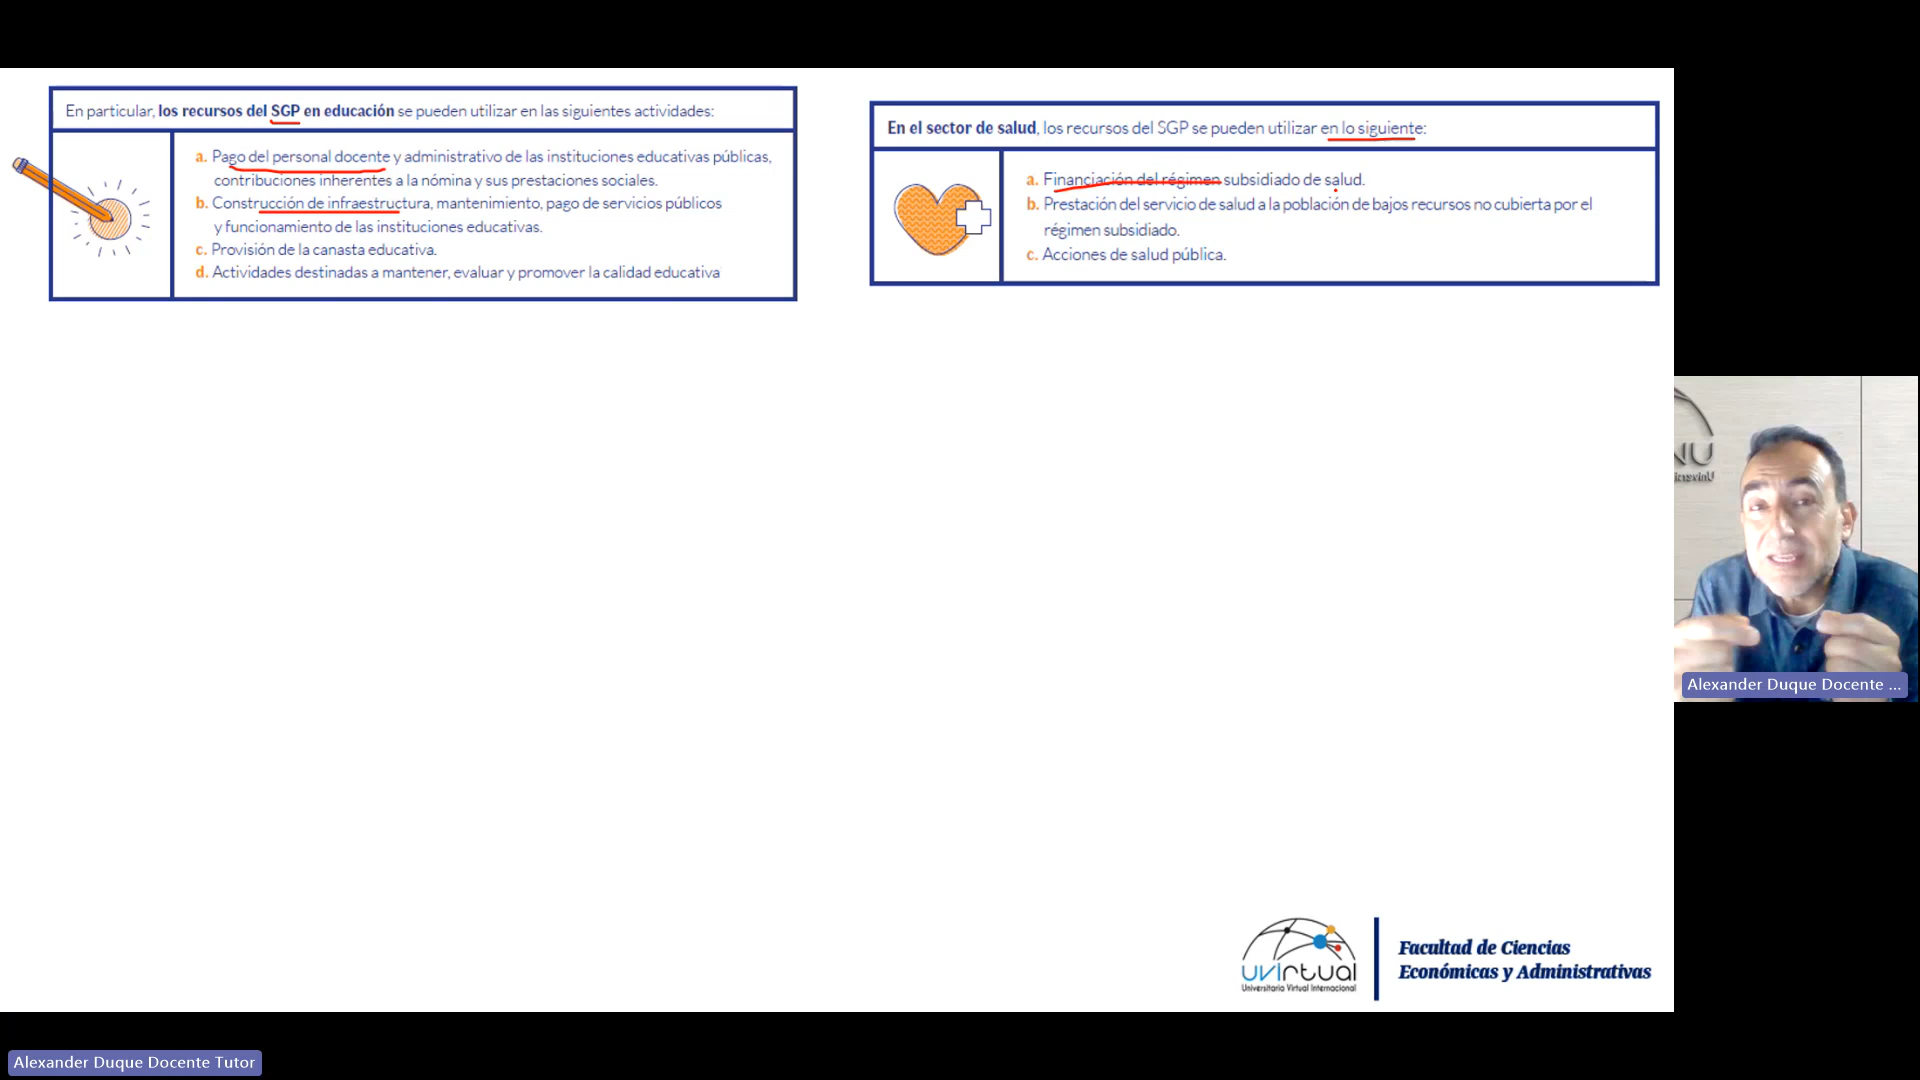 En particular, los recursos del SGP en educación se pueden utilizar en las siguientes actividades:
a. Pago del personal docente y administrativo de las instituciones educativas públicas,
contribuciones inherentes a la nómina y sus prestaciones sociales.
b. Construcción de infraestructura, mantenimiento, pago de servicios públicos
y funcionamiento de las instituciones educativas.
c. Provisión de la canasta educativa.
d. Actividades destinadas a mantener, evaluar y promover la calidad educativa
En el sector de salud, los recursos del SGP se pueden utilizar en lo siguiente:
a. Financiación del régimen subsidiado de salud.
b. Prestación del servicio de salud a la población de bajos recursos no cubierta por el
régimen subsidiado.
c. Acciones de salud pública.
NU
Alexander Duque Docente ...
uvirtual
Universitaria Virtual Internacional
Facultad de Ciencias
Económicas y Administrativas
Alexander Duque Docente Tutor